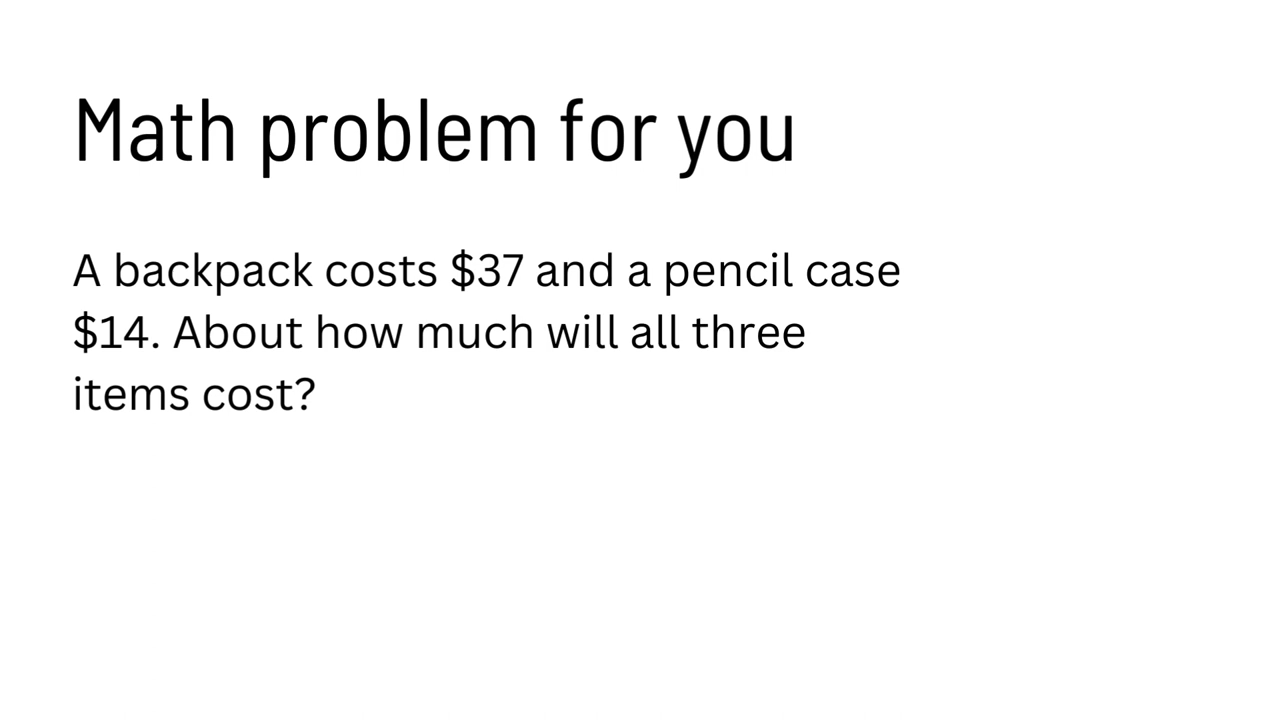 Math problem for you
A backpack costs $37 and a pencil case
$14. About how much will all three
items cost?